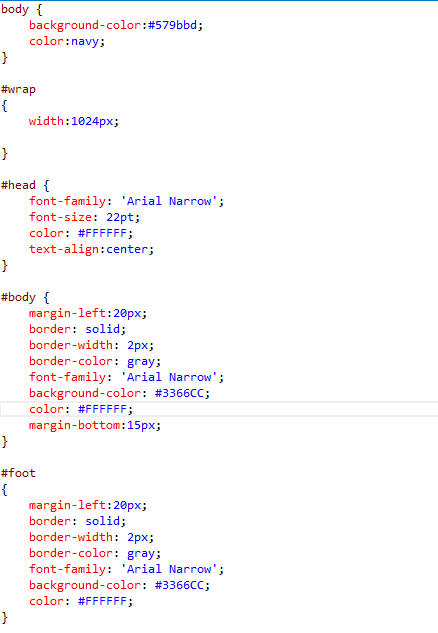 body {
    background-color:#579bbd;
    color:navy;
}
#wrap
{
    width:1024px;
}
#head {
    font-family: 'Arial Narrow';
    font-size: 22pt;
    color: #FFFFFF;
    text-align:center;
}
#body {
    margin-left:20px;
    border: solid;
    border-width: 2px;
    border-color: gray;
    font-family: 'Arial Narrow';
    background-color: #3366CC;
    color: #FFFFFF;
    margin-bottom:15px;
}
#foot
{
    margin-left:20px;
    border: solid;
    border-width: 2px;
    border-color: gray;
    font-family: 'Arial Narrow';
    background-color: #3366CC;
    color: #FFFFFF;
}